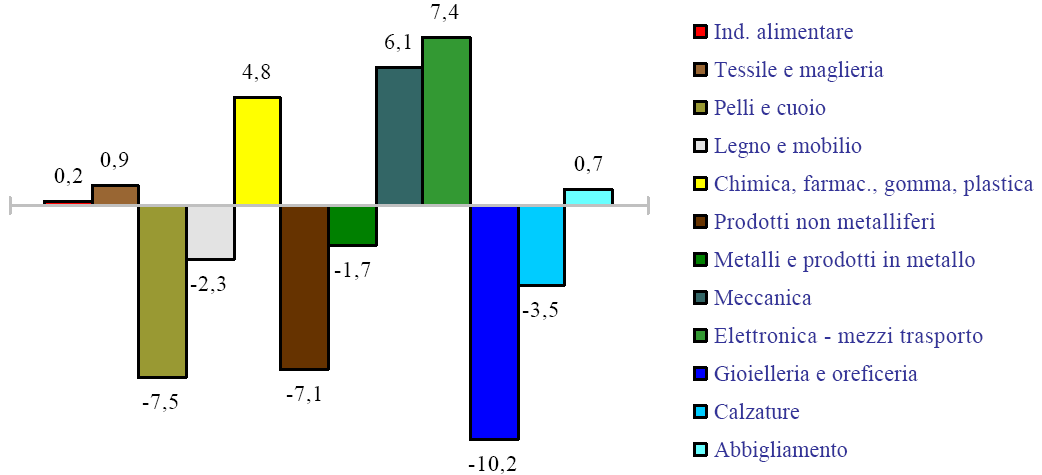 7,4
6,1
4,8
0,9
0,2
0,7
-2,3
-1,7
-3,5
-7,5
-7,1
-10,2
Ind. alimentare
Tessile e maglieria
Pelli e cuoio
Legno e mobilio
Chimica, farmac., gomma, plastica
Prodotti non metalliferi
Metalli e prodotti in metallo
Meccanica
Elettronica - mezzi trasporto
Gioielleria e oreficeria
Calzature
Abbigliamento